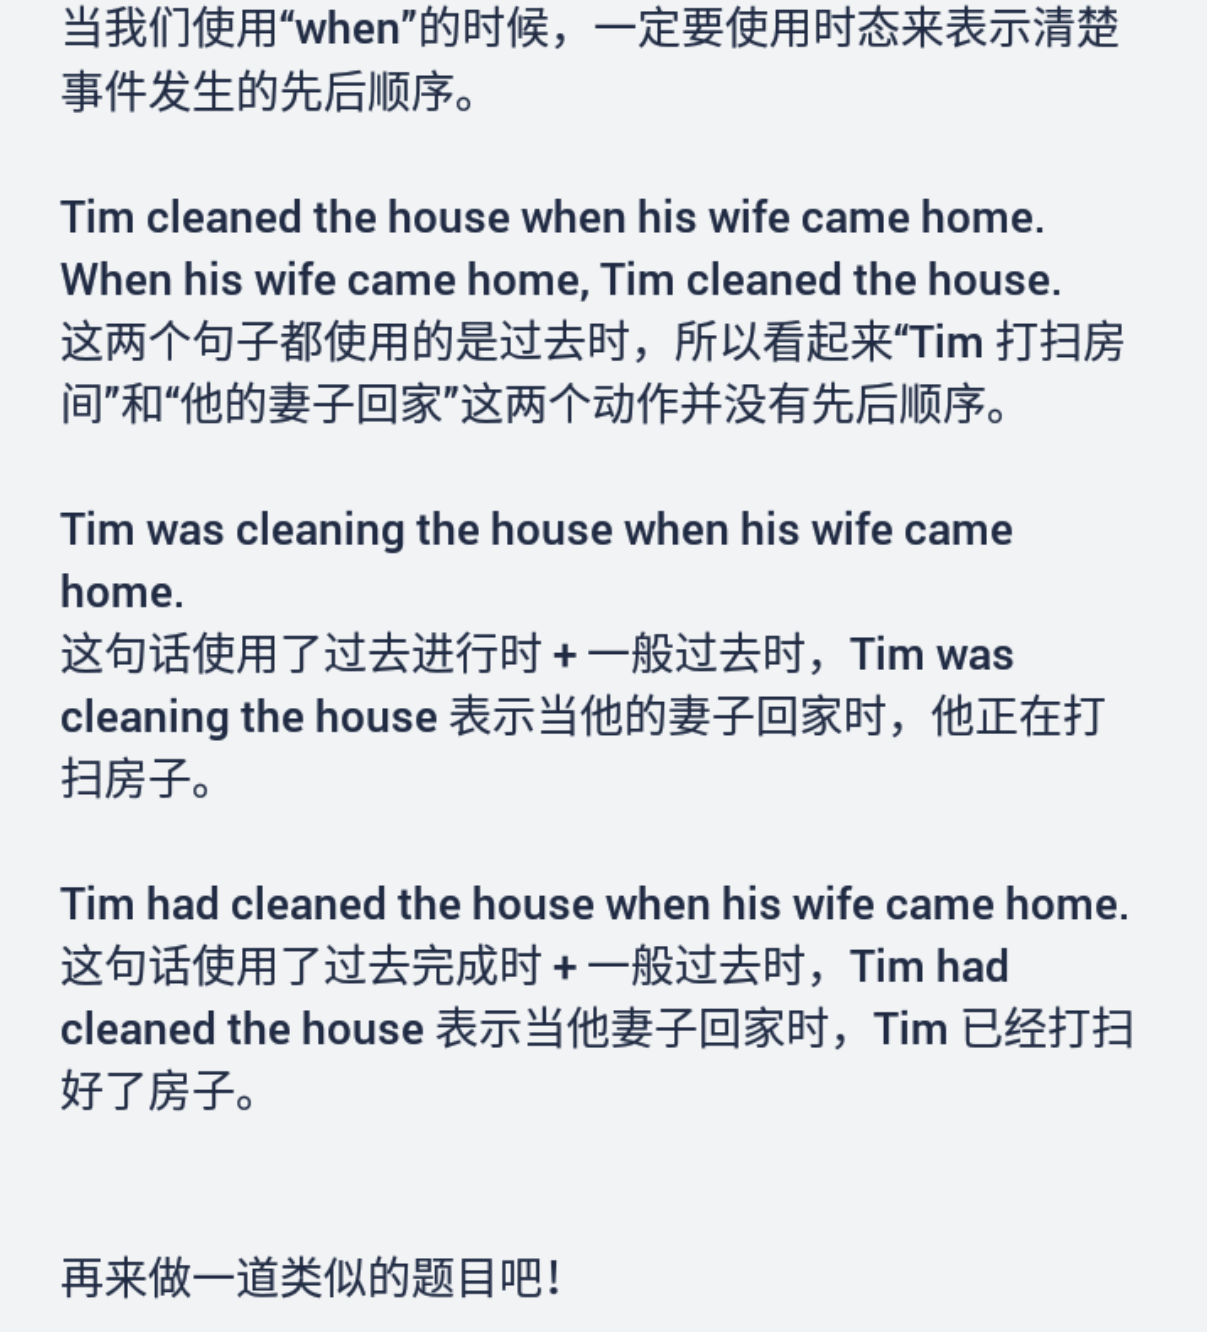 当我们使用“when”的时候，一定要使用时态来表示清楚
事件发生的先后顺序。
Tim cleaned the house when his wife came home.
When his wife came home, Tim cleaned the house.
这两个句子都使用的是过去时，所以看起来“Tim 打扫房
间”和“他的妻子回家”这两个动作并没有先后顺序。
Tim was cleaning the house when his wife came
home.
这句话使用了过去进行时 + 一般过去时，Tim was
cleaning the house 表示当他的妻子回家时，他正在打
扫房子。
Tim had cleaned the house when his wife came home.
这句话使用了过去完成时 + 一般过去时，Tim had
cleaned the house 表示当他妻子回家时，Tim 已经打扫
好了房子。
再来做一道类似的题目吧！